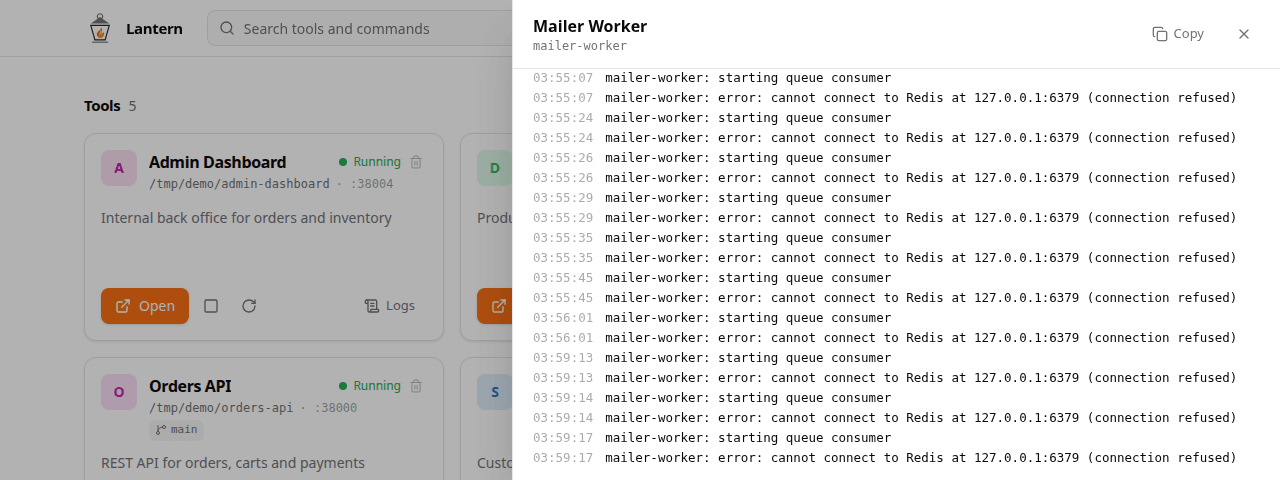 Lantern
Search tools and commands
Tools 5
A
Admin Dashboard
Running
/tmp/demo/admin-dashboard · :38004
Internal back office for orders and inventory
Open
Logs
O
Orders API
Running
/tmp/demo/orders-api · :38000
main
REST API for orders, carts and payments
D
S
Mailer Worker
mailer-worker
Copy
03:55:07 mailer-worker: starting queue consumer
03:55:07 mailer-worker: error: cannot connect to Redis at 127.0.0.1:6379 (connection refused)
03:55:24 mailer-worker: starting queue consumer
03:55:24 mailer-worker: error: cannot connect to Redis at 127.0.0.1:6379 (connection refused)
03:55:26 mailer-worker: starting queue consumer
03:55:26 mailer-worker: error: cannot connect to Redis at 127.0.0.1:6379 (connection refused)
03:55:29 mailer-worker: starting queue consumer
03:55:29 mailer-worker: error: cannot connect to Redis at 127.0.0.1:6379 (connection refused)
03:55:35 mailer-worker: starting queue consumer
03:55:35 mailer-worker: error: cannot connect to Redis at 127.0.0.1:6379 (connection refused)
03:55:45 mailer-worker: starting queue consumer
03:55:45 mailer-worker: error: cannot connect to Redis at 127.0.0.1:6379 (connection refused)
03:56:01 mailer-worker: starting queue consumer
03:56:01 mailer-worker: error: cannot connect to Redis at 127.0.0.1:6379 (connection refused)
03:59:13 mailer-worker: starting queue consumer
03:59:13 mailer-worker: error: cannot connect to Redis at 127.0.0.1:6379 (connection refused)
03:59:14 mailer-worker: starting queue consumer
03:59:14 mailer-worker: error: cannot connect to Redis at 127.0.0.1:6379 (connection refused)
03:59:17 mailer-worker: starting queue consumer
03:59:17 mailer-worker: error: cannot connect to Redis at 127.0.0.1:6379 (connection refused)